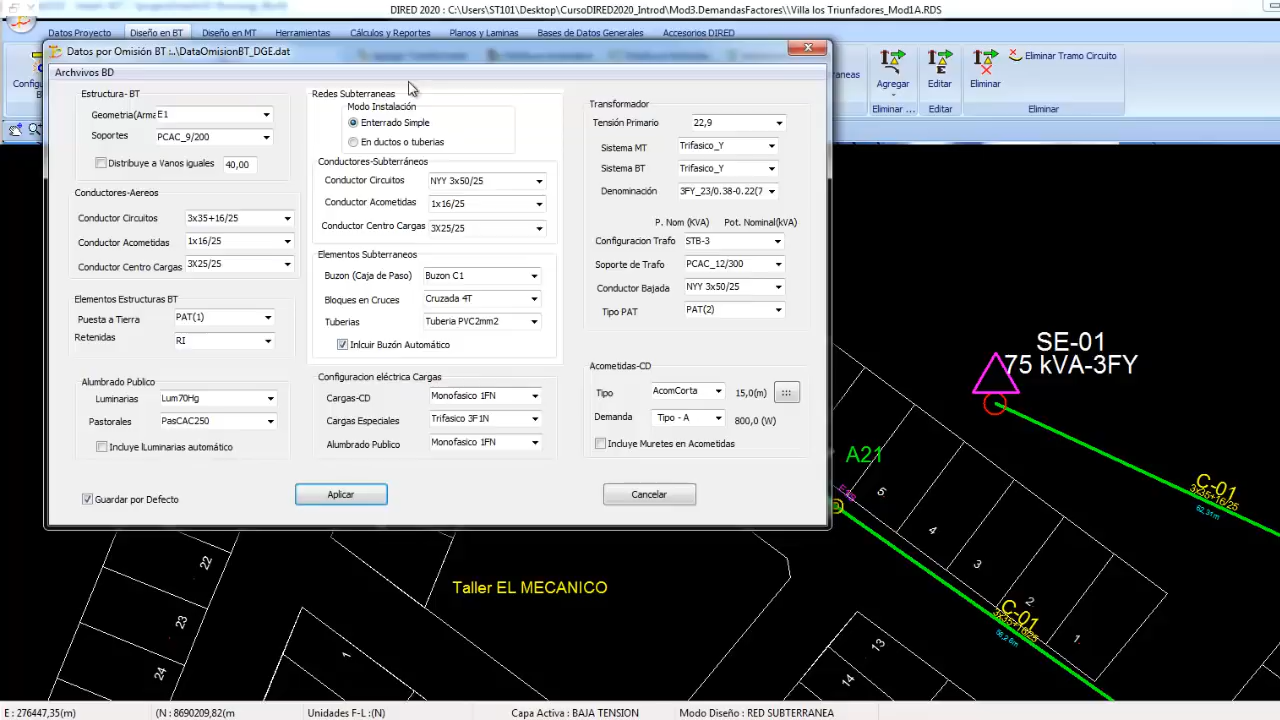 DIRED 2020 : C:\Users\ST101\Desktop\CursoDIRED2020_Introd\Mod3.DemandasFactores\\Villa los Triunfadores_Mod1A.RDS
Datos Proyecto
Diseño en BT
Diseño en MT
Herramientas
Cálculos y Reportes
Planos y Laminas
Bases de Datos Generales
Accesorios DIRED
Datos por Omisión BT :..\DataOmisionBT_DGE.dat
Archvivos BD
Agregar
Editar
Eliminar
Eliminar Tramo Circuito
Eliminar ...
Editar
Eliminar
Estructura- BT
Geometria(Arma
E1
Soportes
PCAC_9/200
Distribuye a Vanos iguales
40,00
Conductores-Aereos
Conductor Circuitos
3x35+16/25
Conductor Acometidas
1x16/25
Conductor Centro Cargas
3X25/25
Elementos Estructuras BT
Puesta a Tierra
PAT(1)
Retenidas
RI
Alumbrado Publico
Luminarias
Lum70Hg
Pastorales
PasCAC250
Incluye lluminarias automático
Guardar por Defecto
Redes Subterraneas
Modo Instalación
Enterrado Simple
En ductos o tuberias
Conductores-Subterráneos
Conductor Circuitos
NYY 3x50/25
Conductor Acometidas
1x16/25
Conductor Centro Cargas
3X25/25
Elementos Subterraneos
Buzon (Caja de Paso)
Buzon C1
Bloques en Cruces
Cruzada 4T
Tuberias
Tuberia PVC2mm2
Inlcuir Buzón Automático
Configuracion eléctrica Cargas
Cargas-CD
Monofasico 1FN
Cargas Especiales
Trifasico 3F1N
Alumbrado Publico
Monofasico 1FN
Aplicar
Transformador
Tensión Primario
22,9
Sistema MT
Trifasico_Y
Sistema BT
Trifasico_Y
Denominación
3FY_23/0.38-0.22(7
P. Nom (KVA)
Pot. Nominal(kVA)
Configuracion Trafo
STB-3
Soporte de Trafo
PCAC_12/300
Conductor Bajada
NYY 3x50/25
Tipo PAT
PAT(2)
Acometidas-CD
Tipo
AcomCorta
15,0(m)
Demanda
Tipo - A
800,0 (W)
Incluye Muretes en Acometidas
Cancelar
SE-01
75 kVA-3FY
A21
C-01
3x35+16/25
62,31m
5
4
3
2
1
C-01
3x35+16/25
Taller EL MECANICO
22
23
24
1
13
14
E : 276447,35(m)
(N : 8690209,82(m
Unidades F-L :(N)
Capa Activa : BAJA TENSION
Modo Diseño : RED SUBTERRANEA